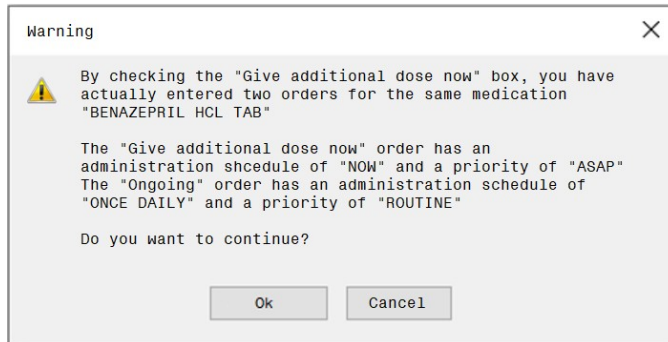 Warning
By checking the "Give additional dose now" box, you have
actually entered two orders for the same medication
"BENAZEPRIL HCL TAB"
The "Give additional dose now" order has an
administration shcedule of "NOW" and a priority of "ASAP"
The "Ongoing" order has an administration schedule of
"ONCE DAILY" and a priority of "ROUTINE"
Do you want to continue?
Ok Cancel